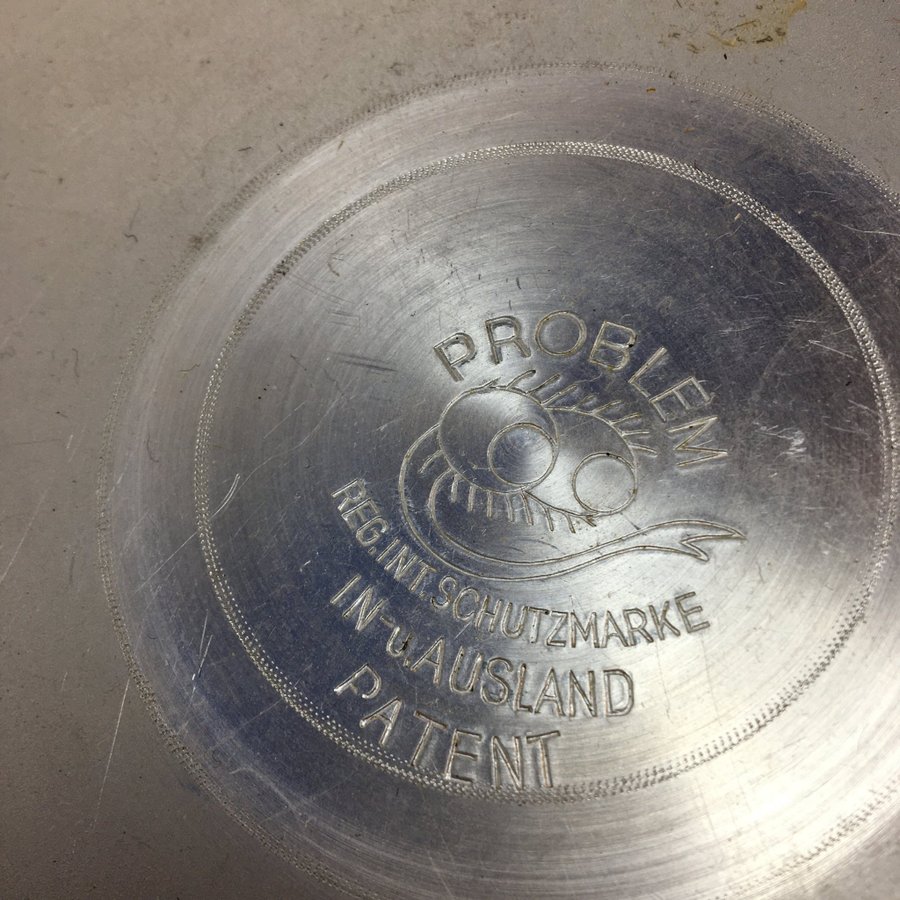 PROBLEM
REG.INT.SCHUTZMARKE
IN-u.AUSLAND
PATENT